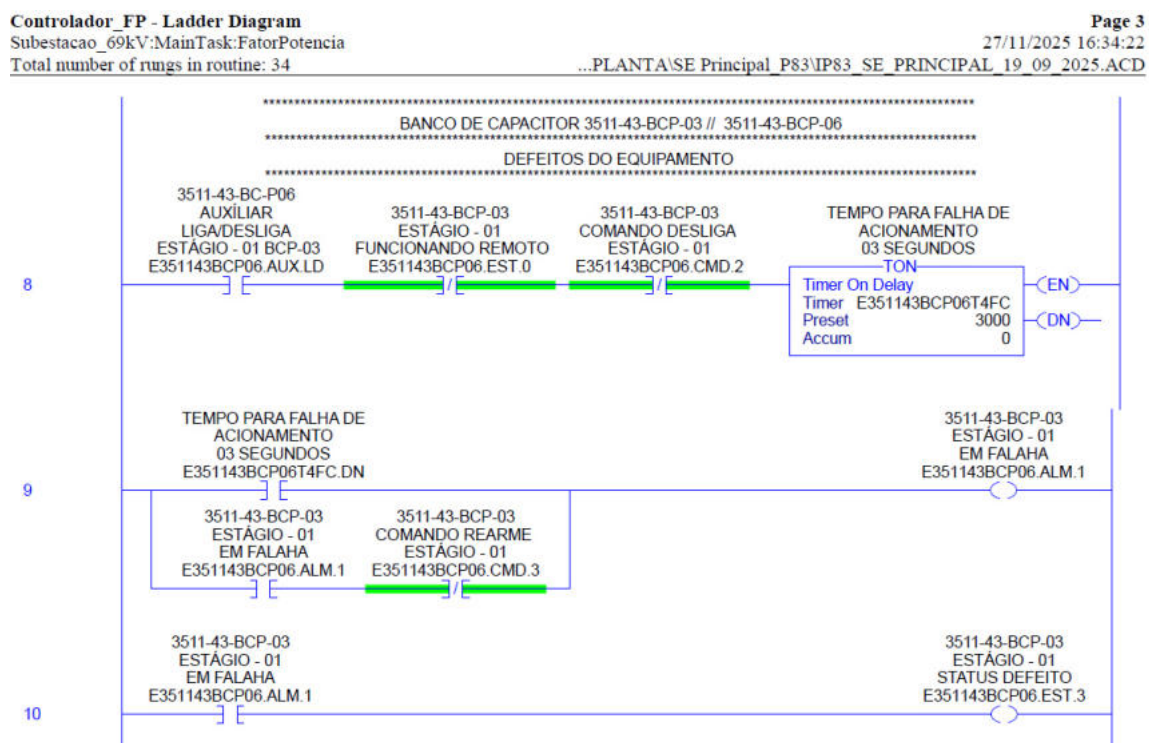 Controlador_FP - Ladder Diagram
Page 3
Subestacao_69kV:MainTask:FatorPotencia
27/11/2025 16:34:22
Total number of rungs in routine: 34
...PLANTA\SE Principal_P83\IP83_SE_PRINCIPAL_19_09_2025.ACD
BANCO DE CAPACITOR 3511-43-BCP-03 // 3511-43-BCP-06
DEFEITOS DO EQUIPAMENTO
3511-43-BC-P06
AUXÍLIAR
LIGA/DESLIGA
ESTÁGIO - 01 BCP-03
E351143BCP06.AUX.LD
3511-43-BCP-03
ESTÁGIO - 01
FUNCIONANDO REMOTO
E351143BCP06.EST.0
3511-43-BCP-03
COMANDO DESLIGA
ESTÁGIO - 01
E351143BCP06.CMD.2
TEMPO PARA FALHA DE
ACIONAMENTO
03 SEGUNDOS
TON
Timer On Delay
Timer E351143BCP06T4FC
Preset 3000
Accum 0
EN
DN
8
TEMPO PARA FALHA DE
ACIONAMENTO
03 SEGUNDOS
E351143BCP06T4FC.DN
3511-43-BCP-03
ESTÁGIO - 01
EM FALAHA
E351143BCP06.ALM.1
9
3511-43-BCP-03
ESTÁGIO - 01
EM FALAHA
E351143BCP06.ALM.1
3511-43-BCP-03
COMANDO REARME
ESTÁGIO - 01
E351143BCP06.CMD.3
3511-43-BCP-03
ESTÁGIO - 01
EM FALAHA
E351143BCP06.ALM.1
3511-43-BCP-03
ESTÁGIO - 01
STATUS DEFEITO
E351143BCP06.EST.3
10